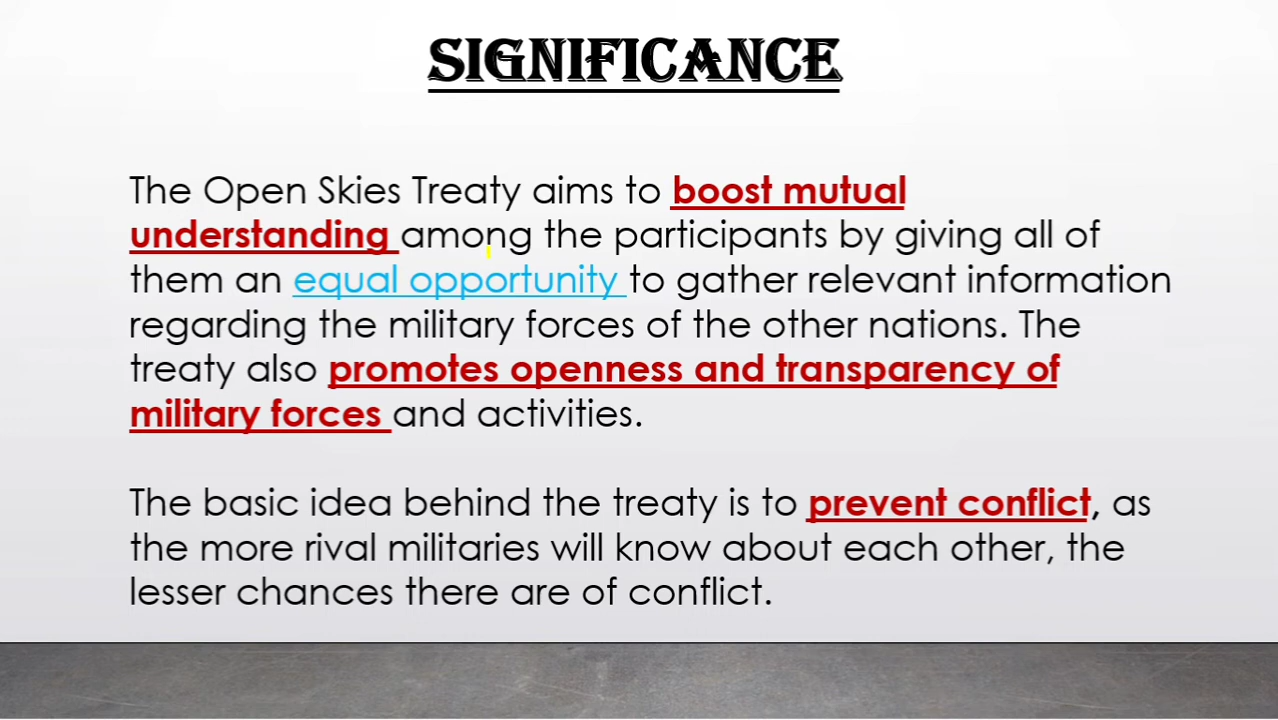 SIGNIFICANCE
The Open Skies Treaty aims to boost mutual
understanding among the participants by giving all of
them an equal opportunity to gather relevant information
regarding the military forces of the other nations. The
treaty also promotes openness and transparency of
military forces and activities.
The basic idea behind the treaty is to prevent conflict, as
the more rival militaries will know about each other, the
lesser chances there are of conflict.